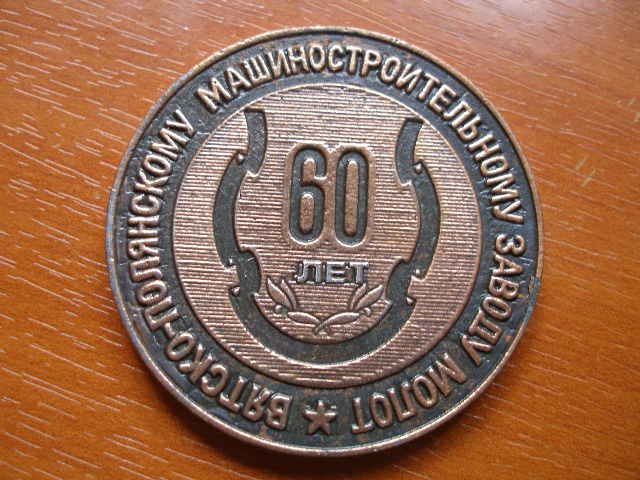 ВЯТСКО-ПОЛЯНСКОМУ МАШИНОСТРОИТЕЛЬНОМУ ЗАВОДУ МОЛОТ
60
ЛЕТ